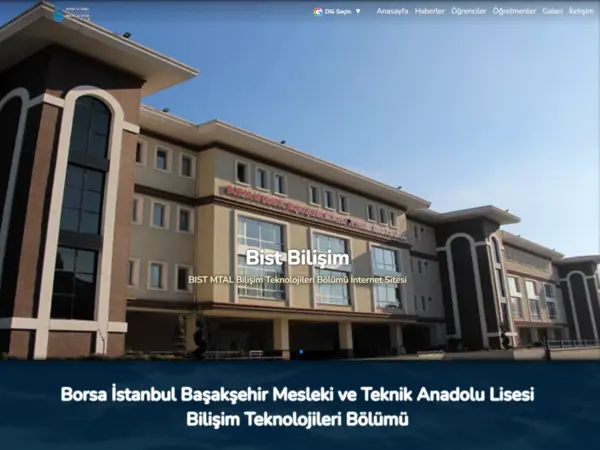 Dili Seçin ▼
Anasayfa Haberler Öğrenciler Öğretmenler Galeri İletişim
Bist Bilişim
BIST MTAL Bilişim Teknolojileri Bölümü İnternet Sitesi
Borsa İstanbul Başakşehir Mesleki ve Teknik Anadolu Lisesi
Bilişim Teknolojileri Bölümü